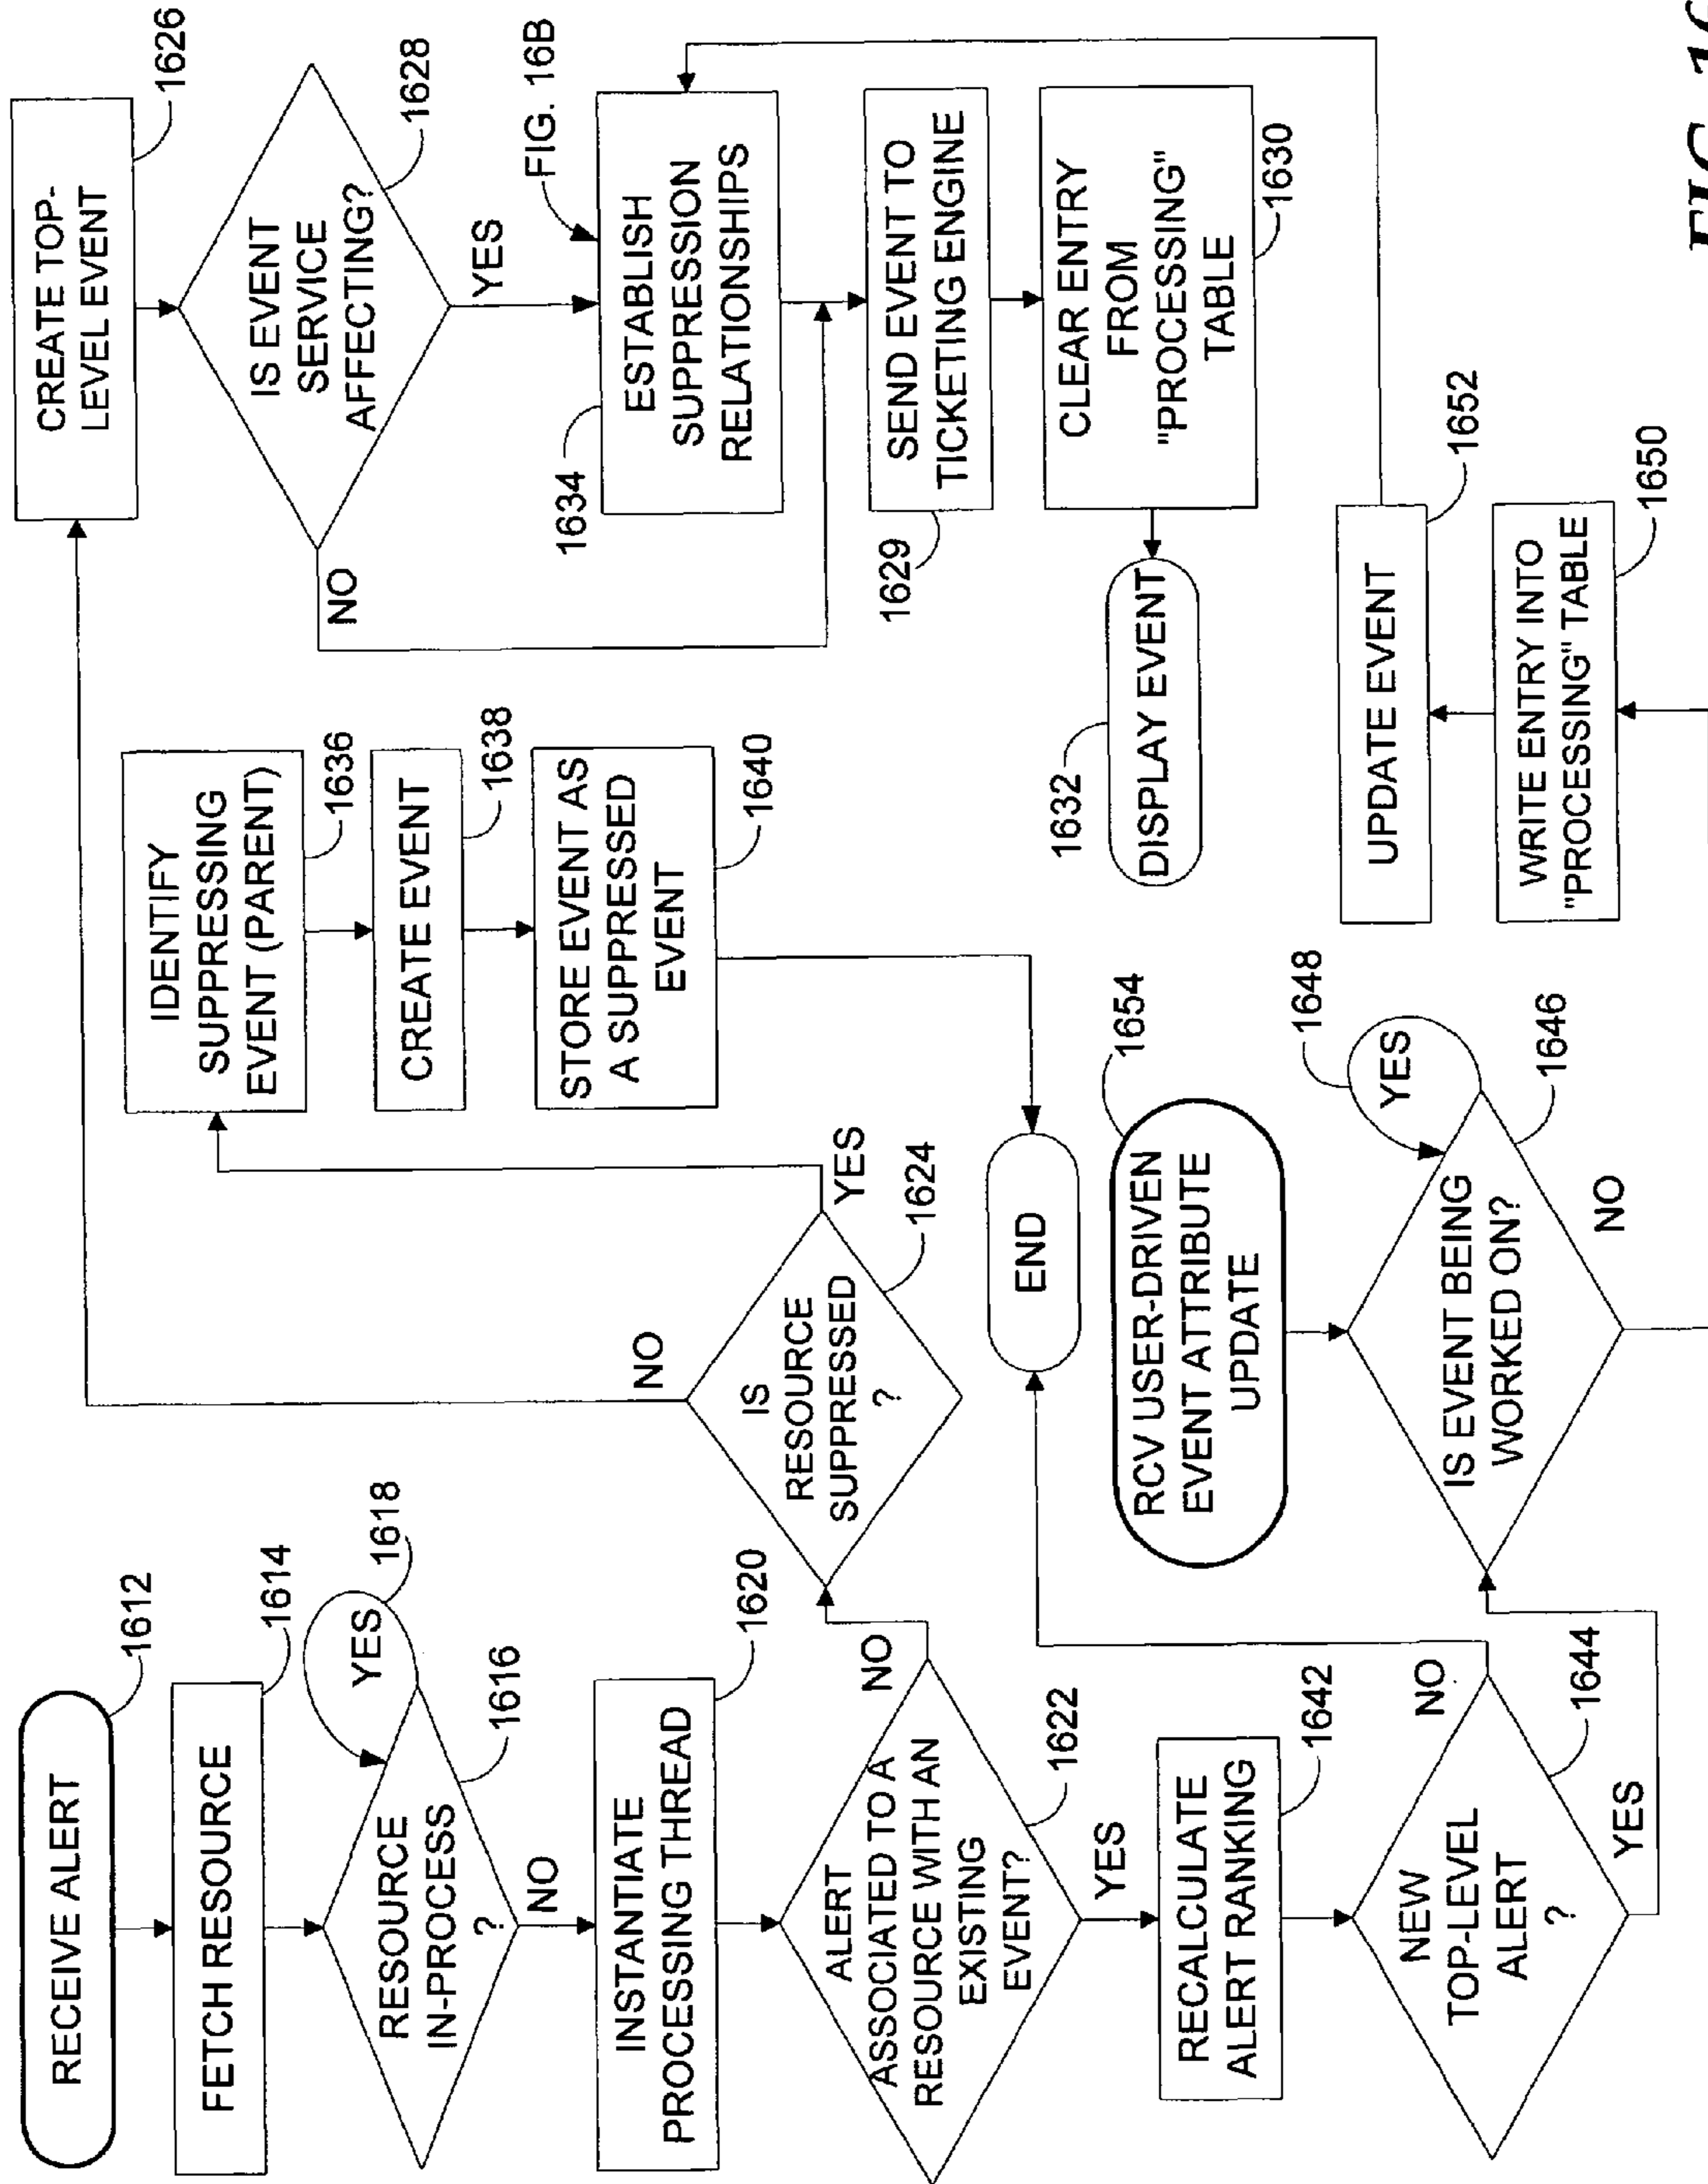 RECEIVE ALERT
1612
FETCH RESOURCE
1614
RESOURCE
IN-PROCESS
?
1616
YES
1618
NO
INSTANTIATE
PROCESSING THREAD
1620
ALERT
ASSOCIATED TO A
RESOURCE WITH AN
EXISTING
EVENT?
1622
NO
YES
RECALCULATE
ALERT RANKING
1642
NEW
TOP-LEVEL
ALERT
?
1644
NO
YES
IS
RESOURCE
SUPPRESSED
?
1624
NO
YES
IDENTIFY
SUPPRESSING
EVENT (PARENT)
1636
CREATE EVENT
1638
STORE EVENT AS
A SUPPRESSED
EVENT
1640
END
RCV USER-DRIVEN
EVENT ATTRIBUTE
UPDATE
1654
IS EVENT BEING
WORKED ON?
1646
YES
1648
NO
CREATE TOP-
LEVEL EVENT
1626
IS EVENT
SERVICE
AFFECTING?
1628
NO
YES
FIG. 16B
1634
ESTABLISH
SUPPRESSION
RELATIONSHIPS
SEND EVENT TO
TICKETING ENGINE
1629
CLEAR ENTRY
FROM
"PROCESSING"
TABLE
1630
1632
DISPLAY EVENT
UPDATE EVENT
1652
WRITE ENTRY INTO
"PROCESSING" TABLE
1650